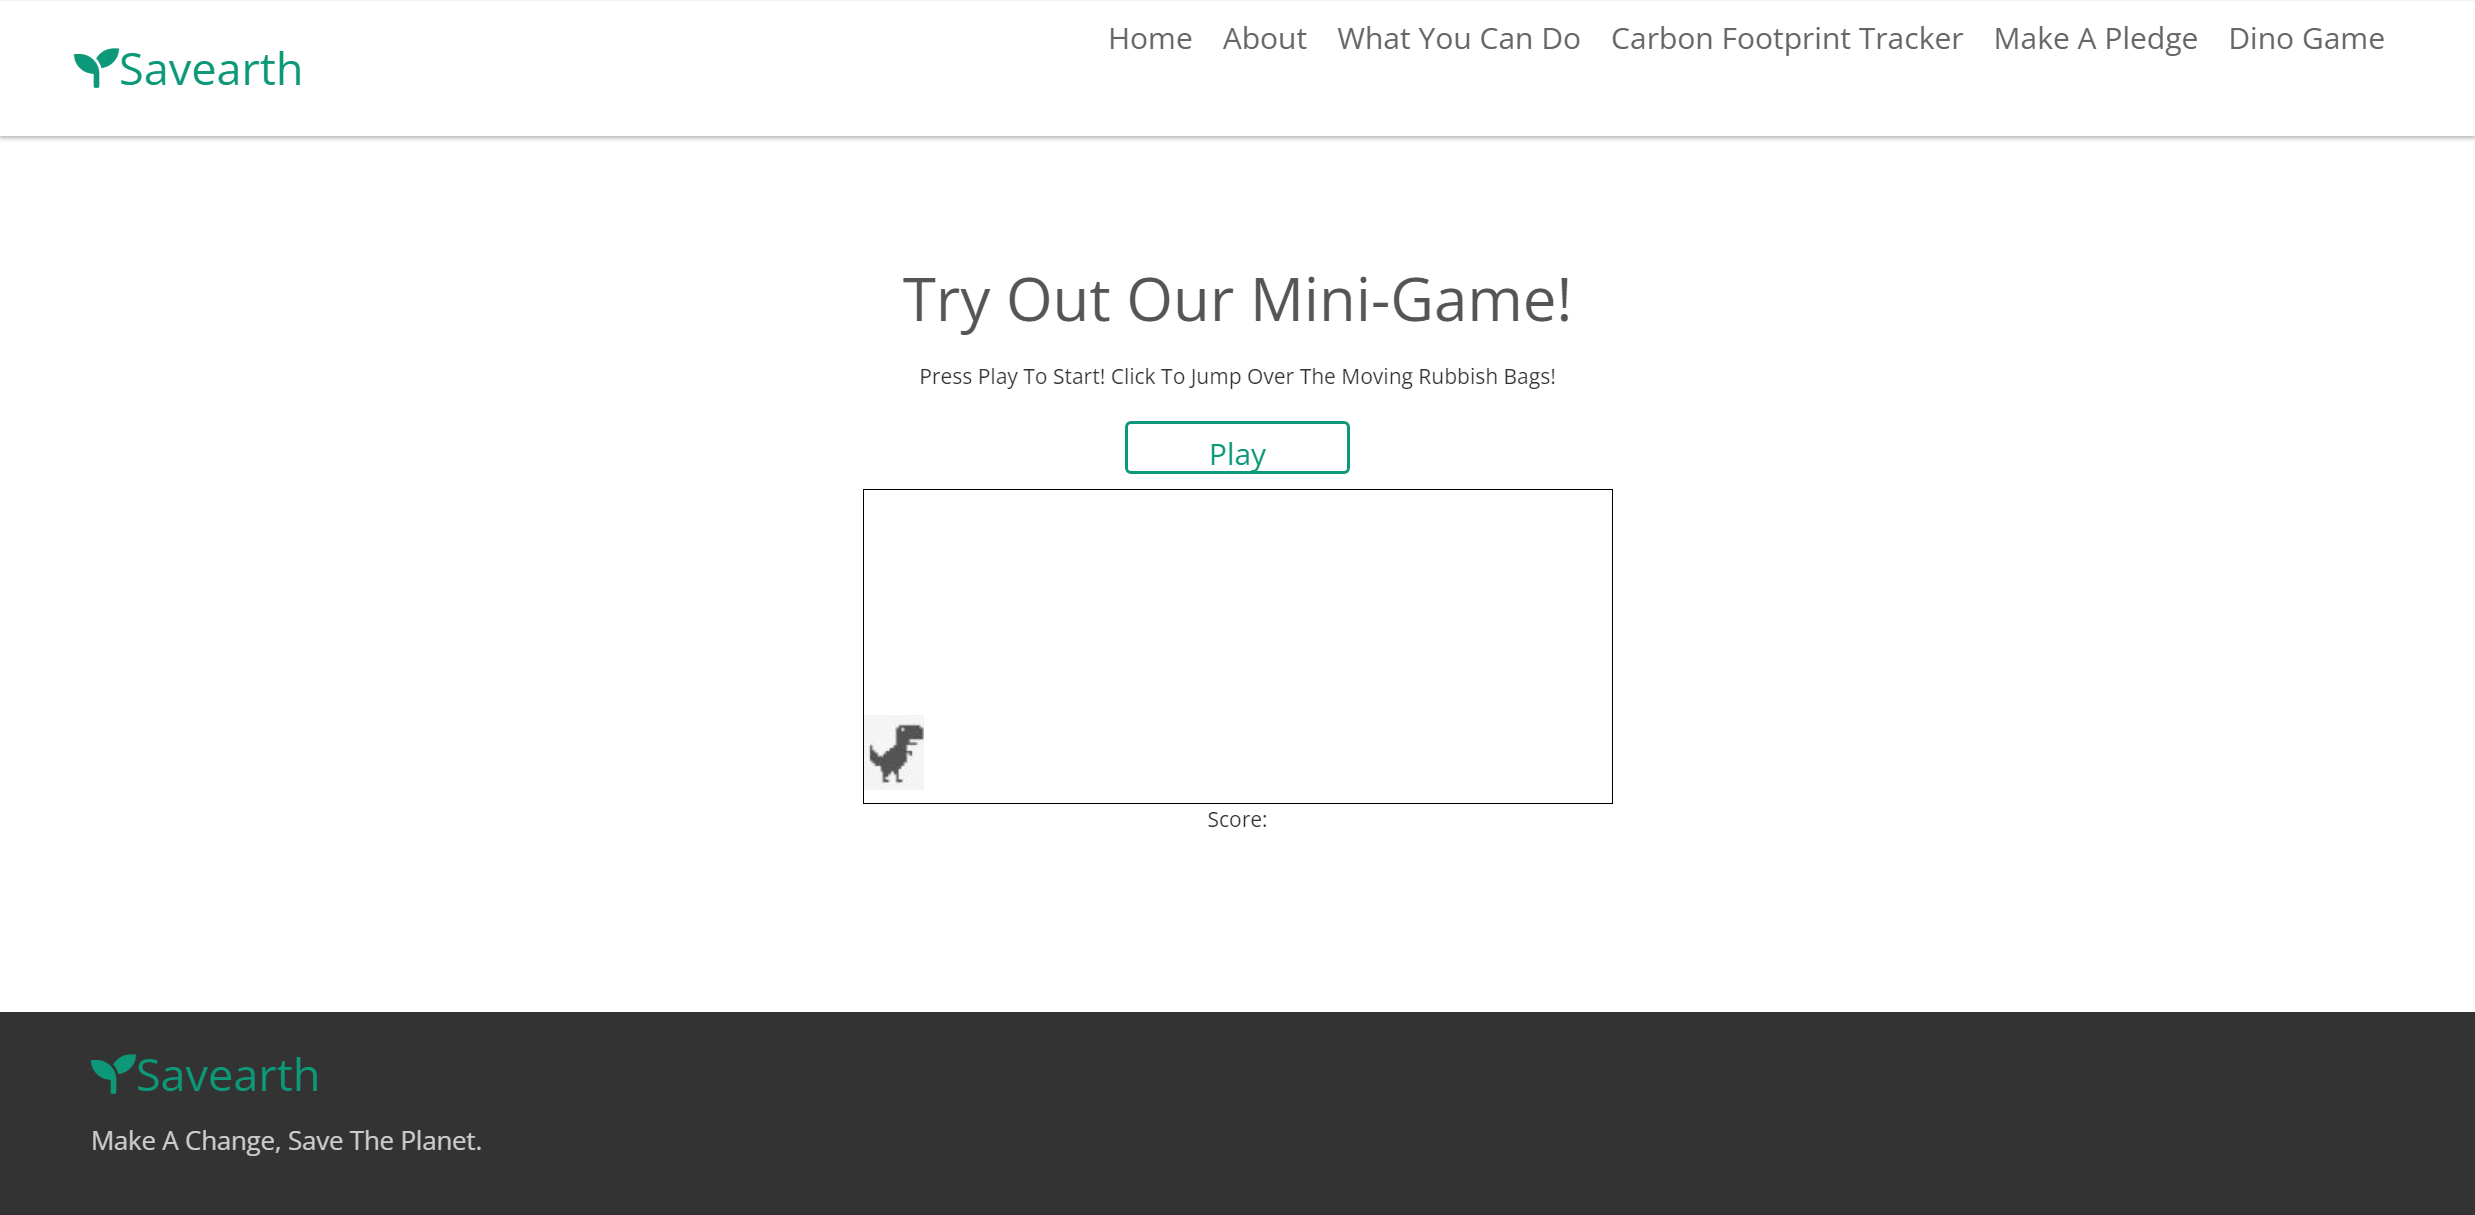 Savearth
Home About What You Can Do Carbon Footprint Tracker Make A Pledge Dino Game
Try Out Our Mini-Game!
Press Play To Start! Click To Jump Over The Moving Rubbish Bags!
Play
Score:
Savearth
Make A Change, Save The Planet.